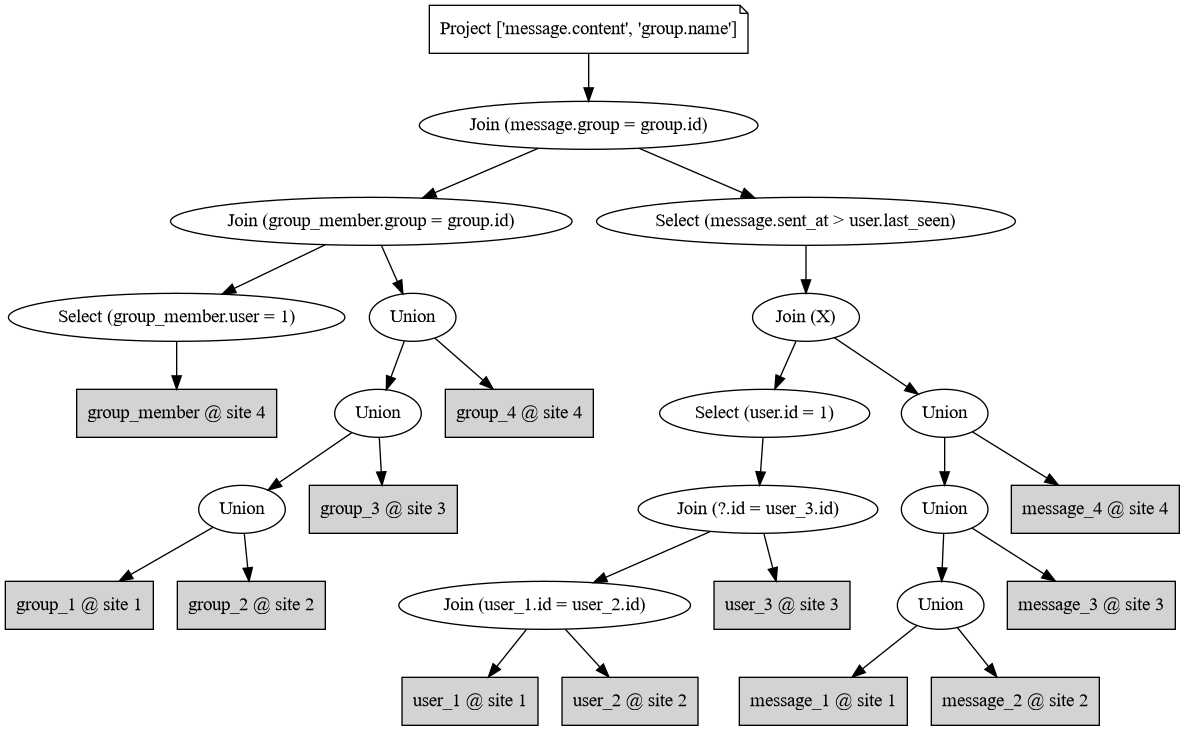 Project ['message.content', 'group.name']
Join (message.group = group.id)
Join (group_member.group = group.id)
Select (message.sent_at > user.last_seen)
Select (group_member.user = 1)
Union
Join (X)
group_member @ site 4
Union
group_4 @ site 4
Select (user.id = 1)
Union
Union
group_3 @ site 3
Join (?.id = user_3.id)
Union
message_4 @ site 4
group_1 @ site 1
group_2 @ site 2
Join (user_1.id = user_2.id)
user_3 @ site 3
Union
message_3 @ site 3
user_1 @ site 1
user_2 @ site 2
message_1 @ site 1
message_2 @ site 2